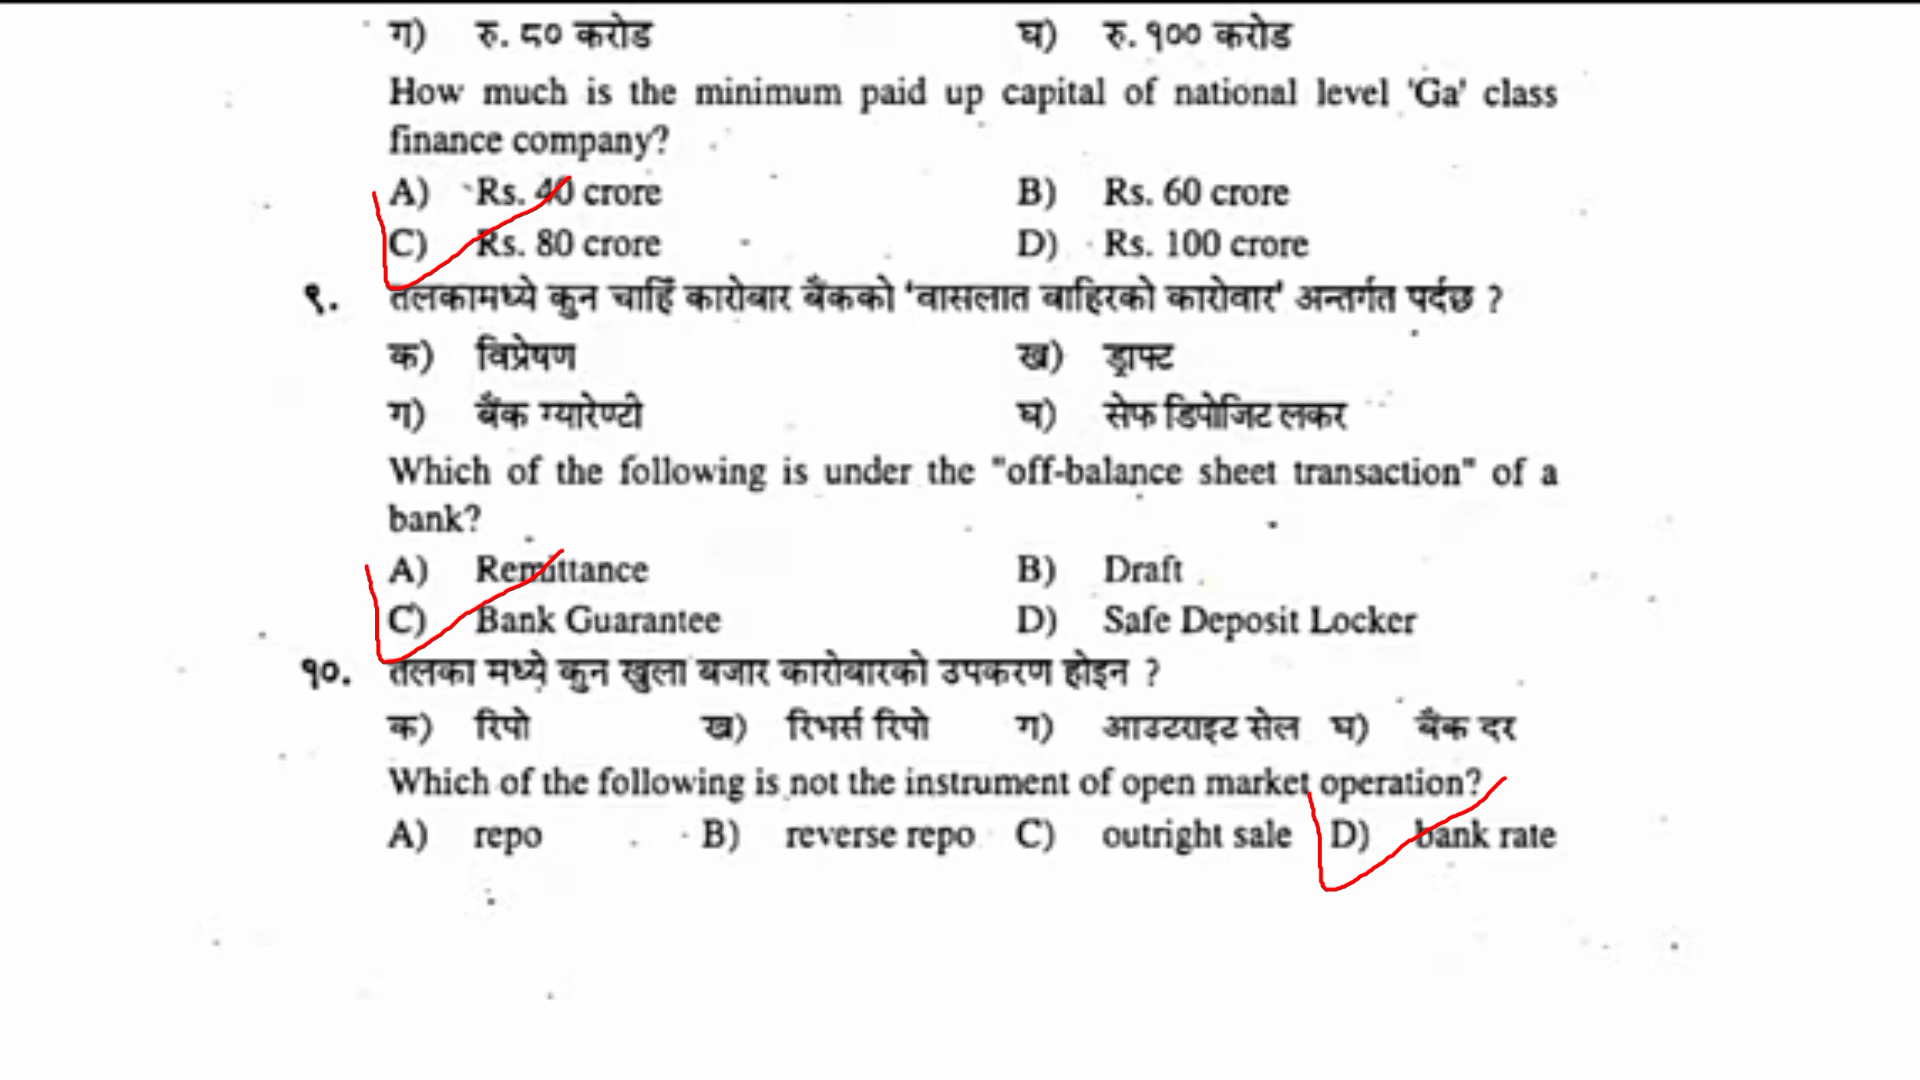 ग) रु. ८० करोड घ) रु. १०० करोड
How much is the minimum paid up capital of national level 'Ga' class
finance company?
A) Rs. 40 crore B) Rs. 60 crore
C) Rs. 80 crore D) Rs. 100 crore
९. तलकामध्ये कुन चाहिँ कारोबार बैंकको 'वासलात बाहिरको कारोवार' अन्तर्गत पर्दछ ?
क) विप्रेषण ख) ड्राफ्ट
ग) बैंक ग्यारेण्टी घ) सेफ डिपोजिट लकर
Which of the following is under the "off-balance sheet transaction" of a
bank?
A) Remittance B) Draft
C) Bank Guarantee D) Safe Deposit Locker
१०. तलका मध्ये कुन खुला बजार कारोबारको उपकरण होइन ?
क) रिपो ख) रिभर्स रिपो ग) आउटराइट सेल घ) बैंक दर
Which of the following is not the instrument of open market operation?
A) repo B) reverse repo C) outright sale D) bank rate